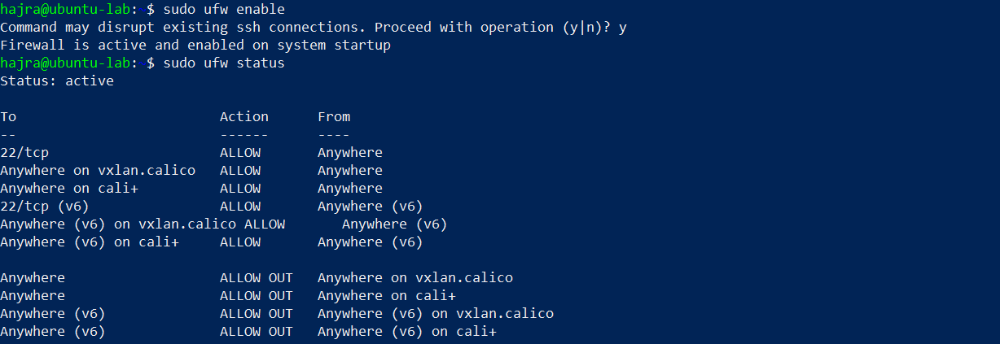 hajra@ubuntu-lab:~$ sudo ufw enable
Command may disrupt existing ssh connections. Proceed with operation (y|n)? y
Firewall is active and enabled on system startup
hajra@ubuntu-lab:~$ sudo ufw status
Status: active

To                         Action      From
--                         ------      ----
22/tcp                     ALLOW       Anywhere
Anywhere on vxlan.calico   ALLOW       Anywhere
Anywhere on cali+          ALLOW       Anywhere
22/tcp (v6)                ALLOW       Anywhere (v6)
Anywhere (v6) on vxlan.calico ALLOW       Anywhere (v6)
Anywhere (v6) on cali+     ALLOW       Anywhere (v6)

Anywhere                   ALLOW OUT   Anywhere on vxlan.calico
Anywhere                   ALLOW OUT   Anywhere on cali+
Anywhere (v6)              ALLOW OUT   Anywhere (v6) on vxlan.calico
Anywhere (v6)              ALLOW OUT   Anywhere (v6) on cali+